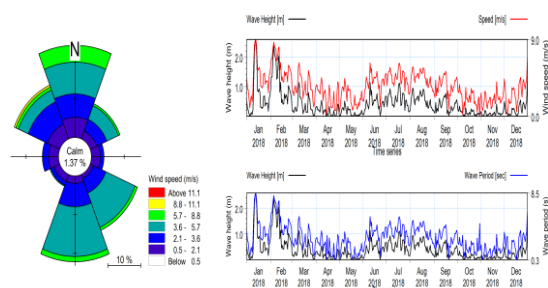 N
Calm
1.37 %
Wind speed (m/s)
Above 11.1
8.8 - 11.1
5.7 - 8.8
3.6 - 5.7
2.1 - 3.6
0.5 - 2.1
Below 0.5
10 %
Wave Height [m]
Speed [m/s]
Wave height (m)
2.0
1.0
9.0
0.0
Wind speed (m/s)
Jan Feb Mar Apr May Jun Jul Aug Sep Oct Nov Dec
2018 2018 2018 2018 2018 2018 2018 2018 2018 2018 2018 2018
Time series
Wave Height [m]
Wave Period [sec]
Wave height (m)
2.0
1.0
8.5
0.3
Wave period (s)
Jan Feb Mar Apr May Jun Jul Aug Sep Oct Nov Dec
2018 2018 2018 2018 2018 2018 2018 2018 2018 2018 2018 2018